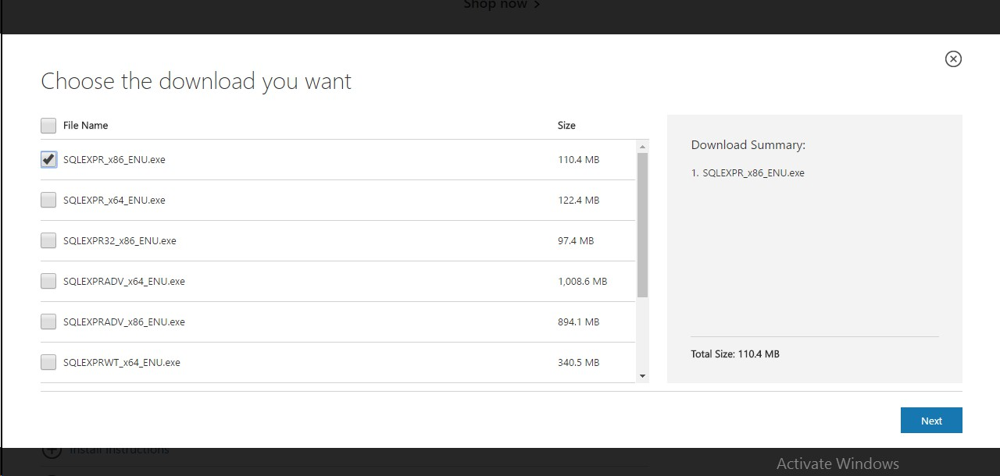 Shop now >
Choose the download you want
File Name Size
SQLEXPR_x86_ENU.exe 110.4 MB
SQLEXPR_x64_ENU.exe 122.4 MB
SQLEXPR32_x86_ENU.exe 97.4 MB
SQLEXPRADV_x64_ENU.exe 1,008.6 MB
SQLEXPRADV_x86_ENU.exe 894.1 MB
SQLEXPRWT_x64_ENU.exe 340.5 MB
Download Summary:
1. SQLEXPR_x86_ENU.exe
Total Size: 110.4 MB
Next
Install Instructions
Activate Windows